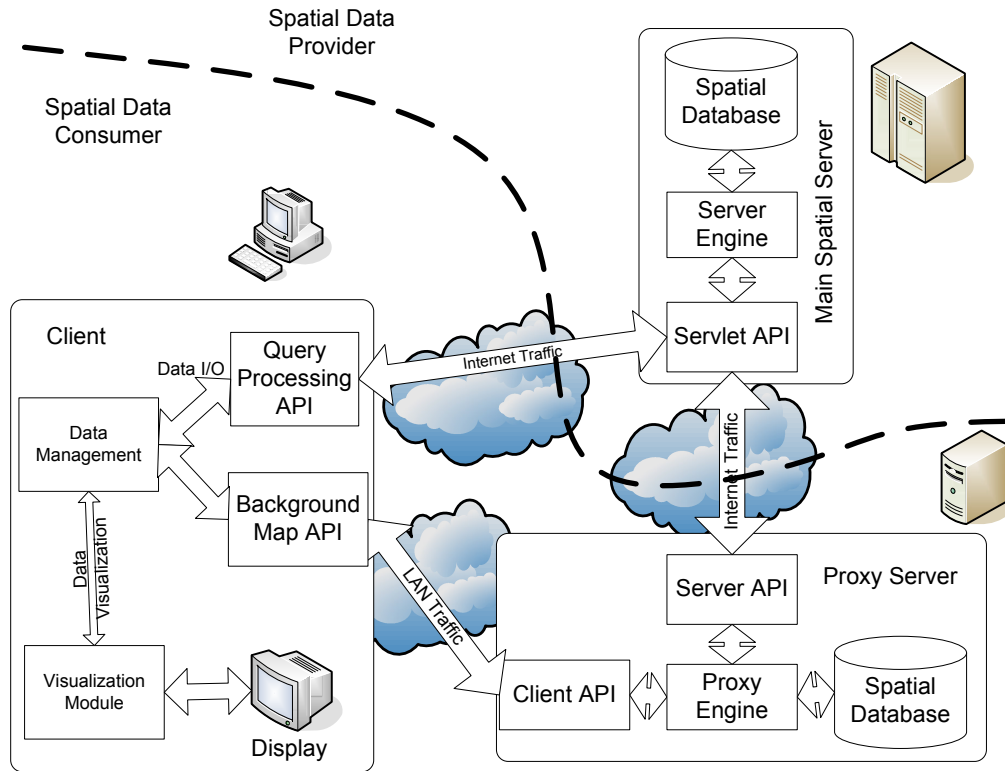 Spatial Data
Provider
Spatial Data
Consumer
Spatial
Database
Server
Engine
Servlet API
Main Spatial Server
Client
Data I/O
Query
Processing
API
Internet Traffic
Data
Management
Background
Map API
Internet Traffic
LAN Traffic
Data
Visualization
Visualization
Module
Display
Proxy Server
Server API
Client API
Proxy
Engine
Spatial
Database